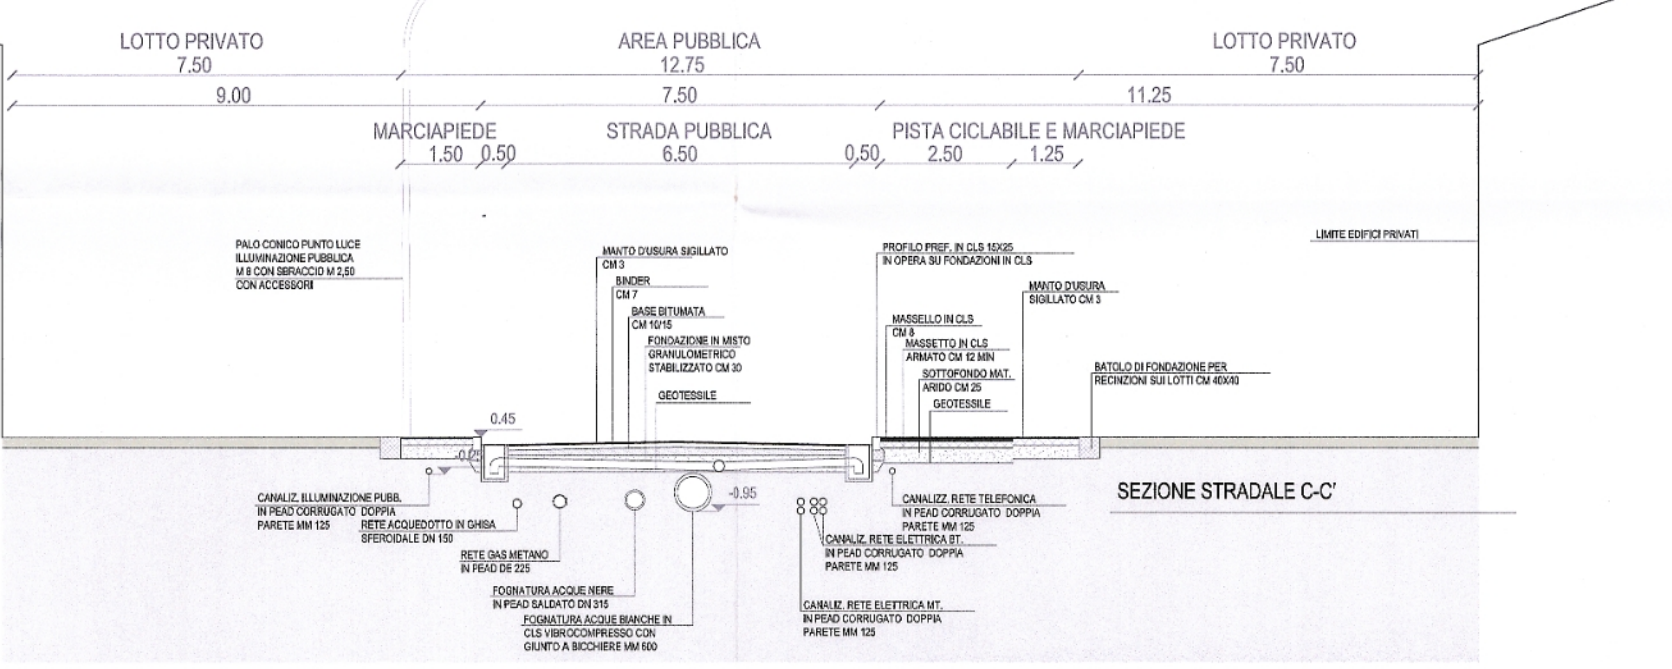 LOTTO PRIVATO
7.50
AREA PUBBLICA
12.75
LOTTO PRIVATO
7.50
9.00
7.50
11.25
MARCIAPIEDE
1.50
0.50
STRADA PUBBLICA
6.50
0,50
PISTA CICLABILE E MARCIAPIEDE
2.50
1.25
PALO CONICO PUNTO LUCE
ILLUMINAZIONE PUBBLICA
M 8 CON SBRACCIO M 2,50
CON ACCESSORI
MANTO D'USURA SIGILLATO
CM 3
BINDER
CM 7
BASE BITUMATA
CM 10/15
FONDAZIONE IN MISTO
GRANULOMETRICO
STABILIZZATO CM 30
GEOTESSILE
PROFILO PREF. IN CLS 15X25
IN OPERA SU FONDAZIONI IN CLS
MASSELLO IN CLS
CM 8
MASSETTO IN CLS
ARMATO CM 12 MIN
SOTTOFONDO MAT.
ARIDO CM 25
GEOTESSILE
MANTO D'USURA
SIGILLATO CM 3
LIMITE EDIFICI PRIVATI
BATOLO DI FONDAZIONE PER
RECINZIONI SUI LOTTI CM 40X40
0.45
-0.95
CANALIZ. ILLUMINAZIONE PUBB.
IN PEAD CORRUGATO DOPPIA
PARETE MM 125
RETE ACQUEDOTTO IN GHISA
SFEROIDALE DN 150
RETE GAS METANO
IN PEAD DE 225
FOGNATURA ACQUE NERE
IN PEAD SALDATO DN 315
FOGNATURA ACQUE BIANCHE IN
CLS VIBROCOMPRESSO CON
GIUNTO A BICCHIERE MM 600
CANALIZZ. RETE TELEFONICA
IN PEAD CORRUGATO DOPPIA
PARETE MM 125
CANALIZ. RETE ELETTRICA BT.
IN PEAD CORRUGATO DOPPIA
PARETE MM 125
CANALIZ. RETE ELETTRICA MT.
IN PEAD CORRUGATO DOPPIA
PARETE MM 125
SEZIONE STRADALE C-C'